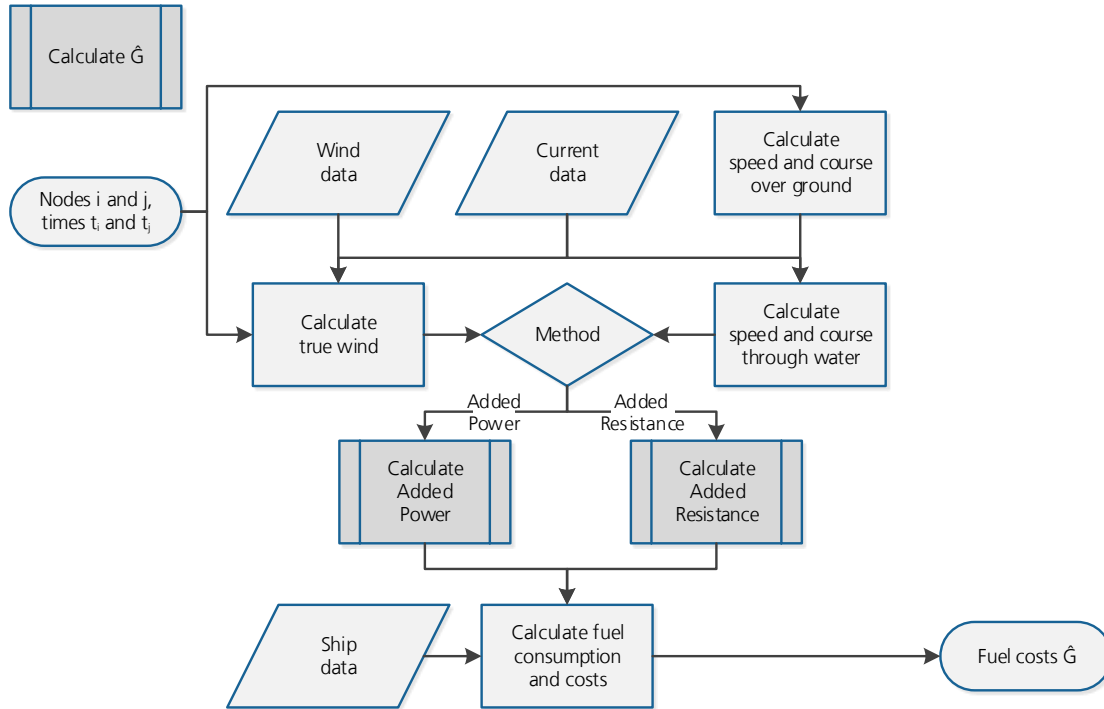 Calculate Ĝ
Wind
data
Current
data
Calculate
speed and course
over ground
Nodes i and j,
times tᵢ and tⱼ
Calculate
true wind
Method
Calculate
speed and course
through water
Added
Power
Added
Resistance
Calculate
Added
Power
Calculate
Added
Resistance
Ship
data
Calculate fuel
consumption
and costs
Fuel costs Ĝ